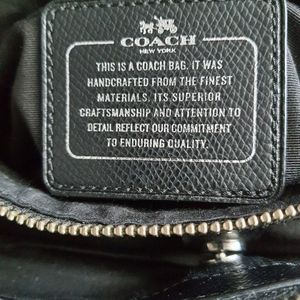 COACH
NEW YORK
THIS IS A COACH BAG. IT WAS
HANDCRAFTED FROM THE FINEST
MATERIALS. ITS SUPERIOR
CRAFTSMANSHIP AND ATTENTION TO
DETAIL REFLECT OUR COMMITMENT
TO ENDURING QUALITY.